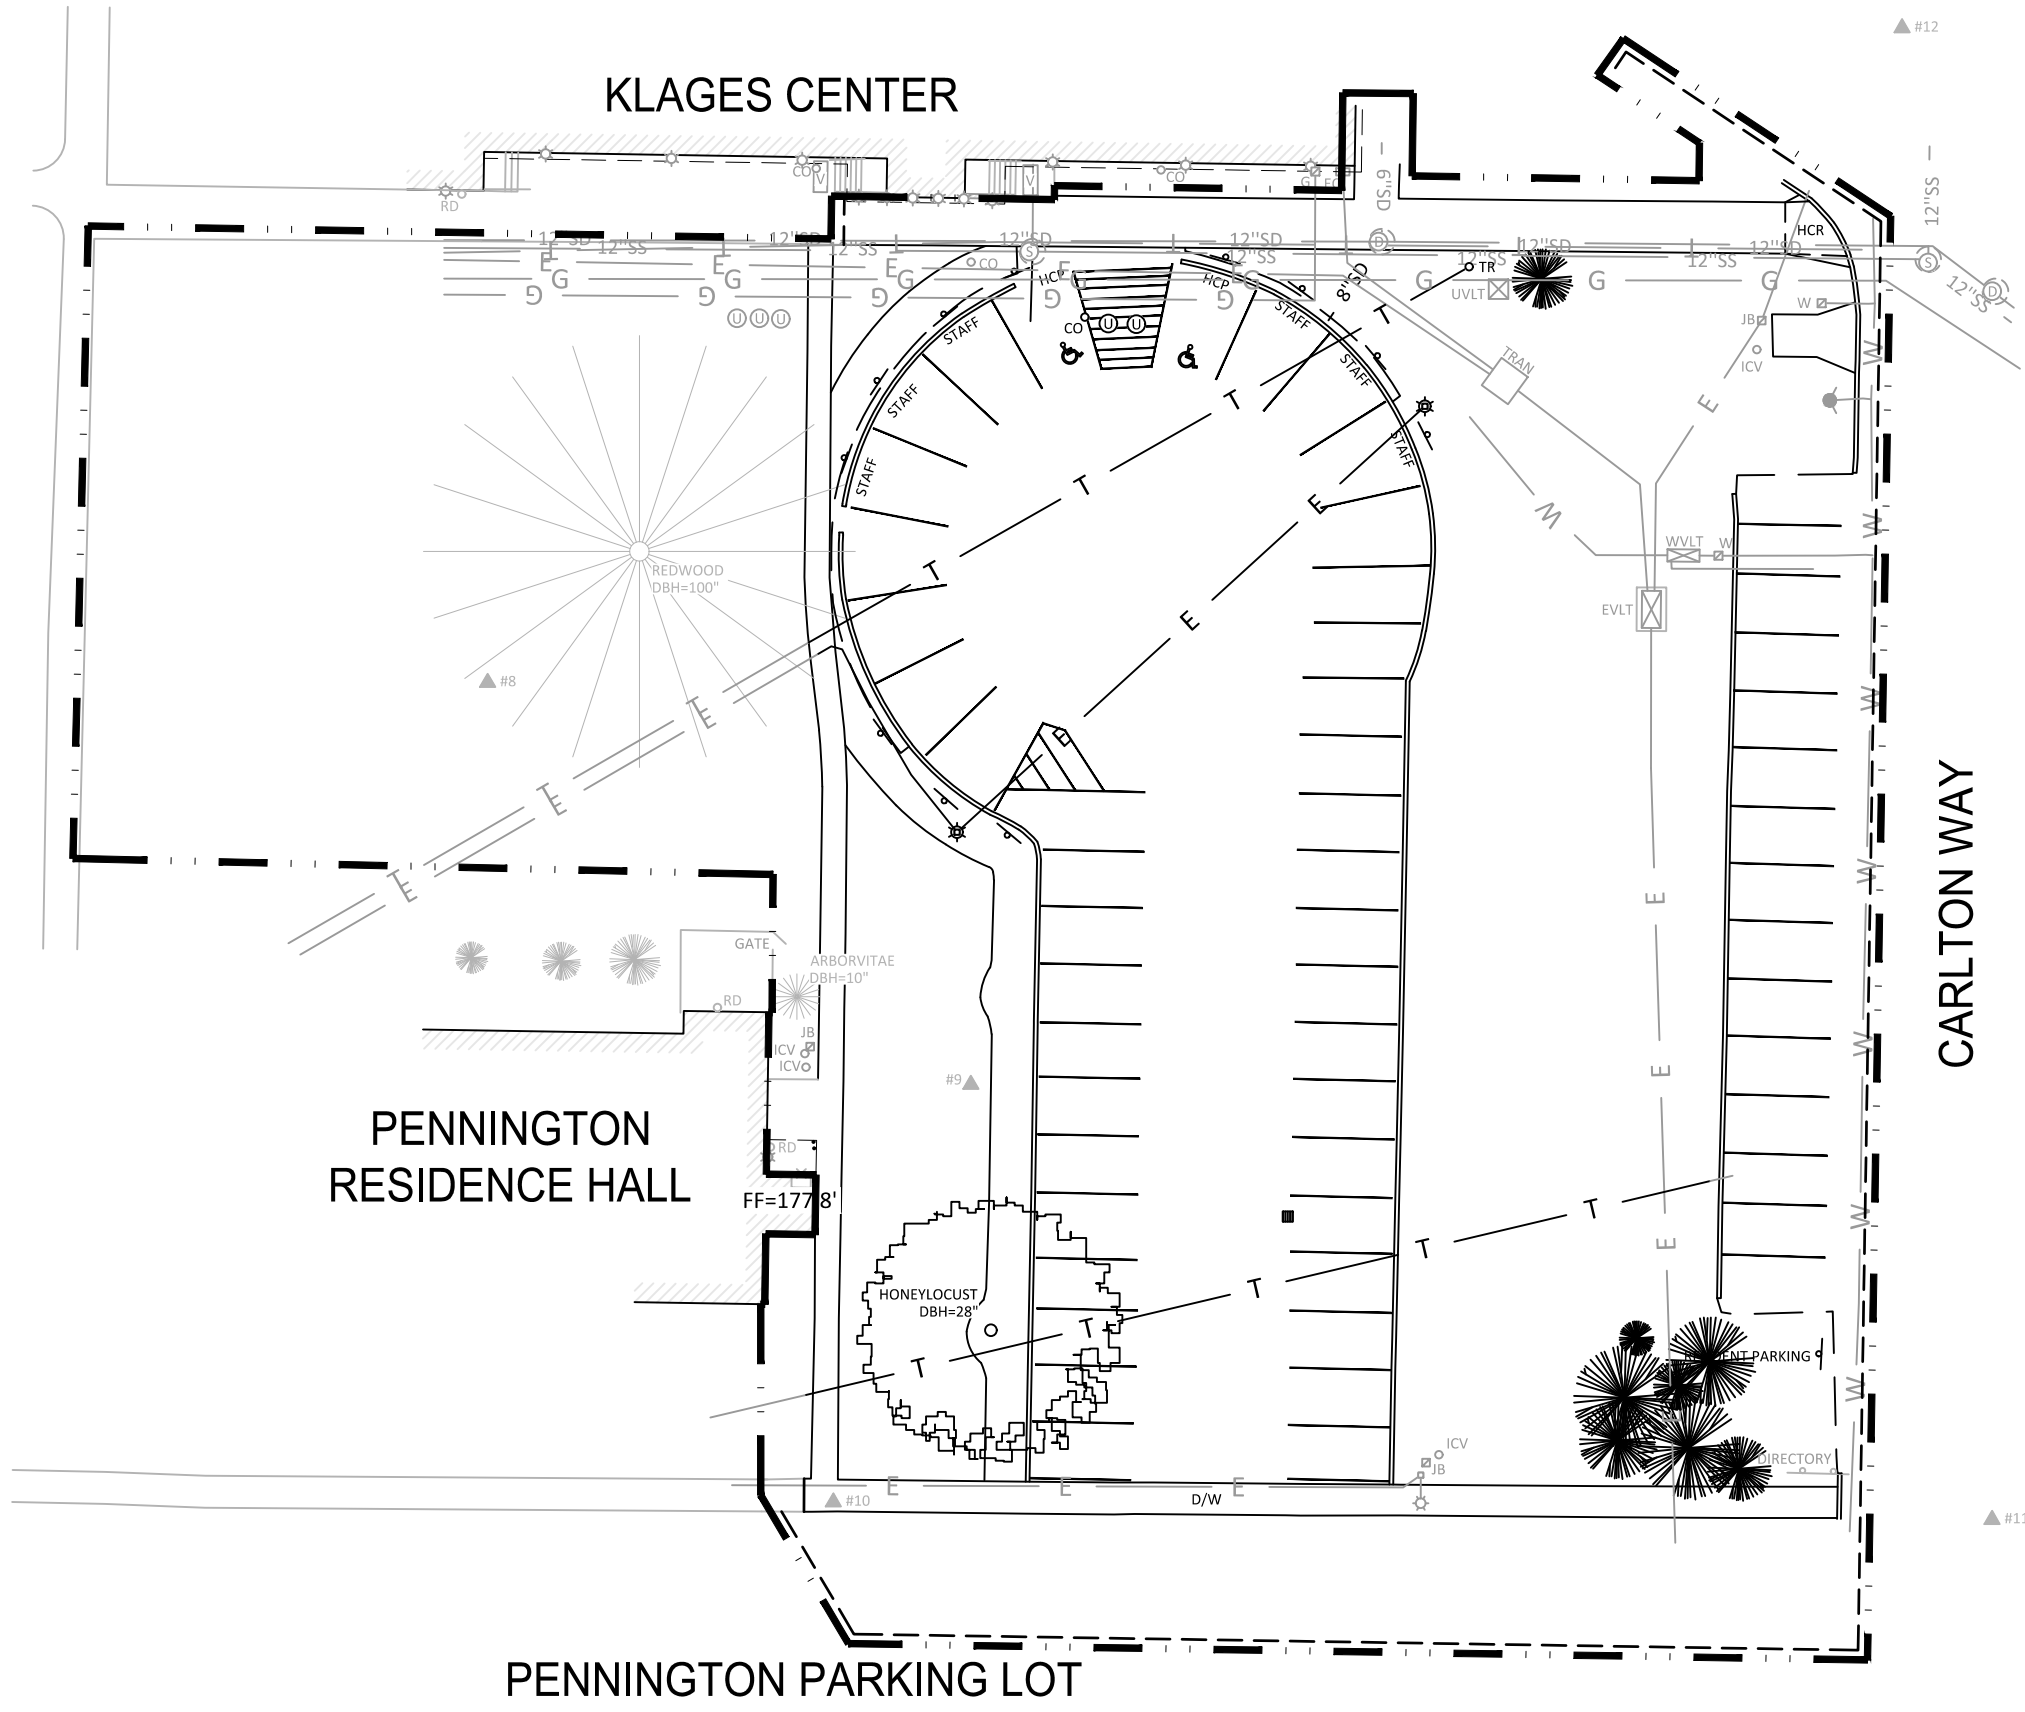 #12
KLAGES CENTER
CO
V
V
CO
G
6"SD
12"SS
RD
HCR
12"SD
12"SS
12"SD
12"SS
12"SD
12"SD
12"SS
12"SS
12"SD
12"SS
12"SD
T
T
T
T
E
E
E
E
E
G
G
G
G
G
G
G
G
G
G
G
G
S
D
S
D
12"SS
CO
HCP
HCP
8"SD
TR
UVLT
W
JB
ICV
U U U
CO
U U
STAFF
STAFF
STAFF
STAFF
STAFF
STAFF
TRAN
T
T
T
T
E
E
E
E
W
W
WVLT
W
EVLT
REDWOOD
DBH=100"
#8
T
E
T
E
T
E
W
W
W
W
W
W
W
CARLTON WAY
E
E
E
GATE
ARBORVITAE
DBH=10"
RD
JB
ICV
ICV
#9
PENNINGTON
RESIDENCE HALL
RD
FF=177.8'
HONEYLOCUST
DBH=28"
T
T
T
T
T
PARKING
DIRECTORY
ICV
JB
E
E
E
#10
D/W
#11
PENNINGTON PARKING LOT